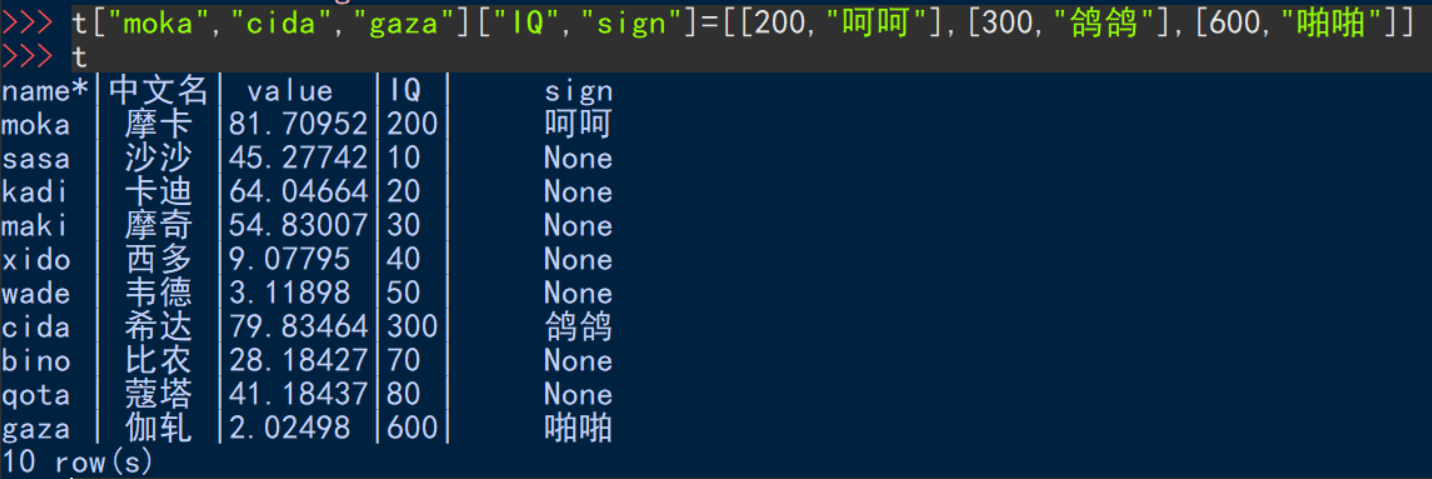 >>> t["moka","cida","gaza"]["IQ","sign"]=[[200,"呵呵"],[300,"鸽鸽"],[600,"啪啪"]]
>>> t
name*|中文名| value  |IQ |     sign
moka | 摩卡 |81.70952|200|     呵呵
sasa | 沙沙 |45.27742|10 |     None
kadi | 卡迪 |64.04664|20 |     None
maki | 摩奇 |54.83007|30 |     None
xido | 西多 |9.07795 |40 |     None
wade | 韦德 |3.11898 |50 |     None
cida | 希达 |79.83464|300|     鸽鸽
bino | 比农 |28.18427|70 |     None
qota | 蔻塔 |41.18437|80 |     None
gaza | 伽轧 |2.02498 |600|     啪啪
10 row(s)